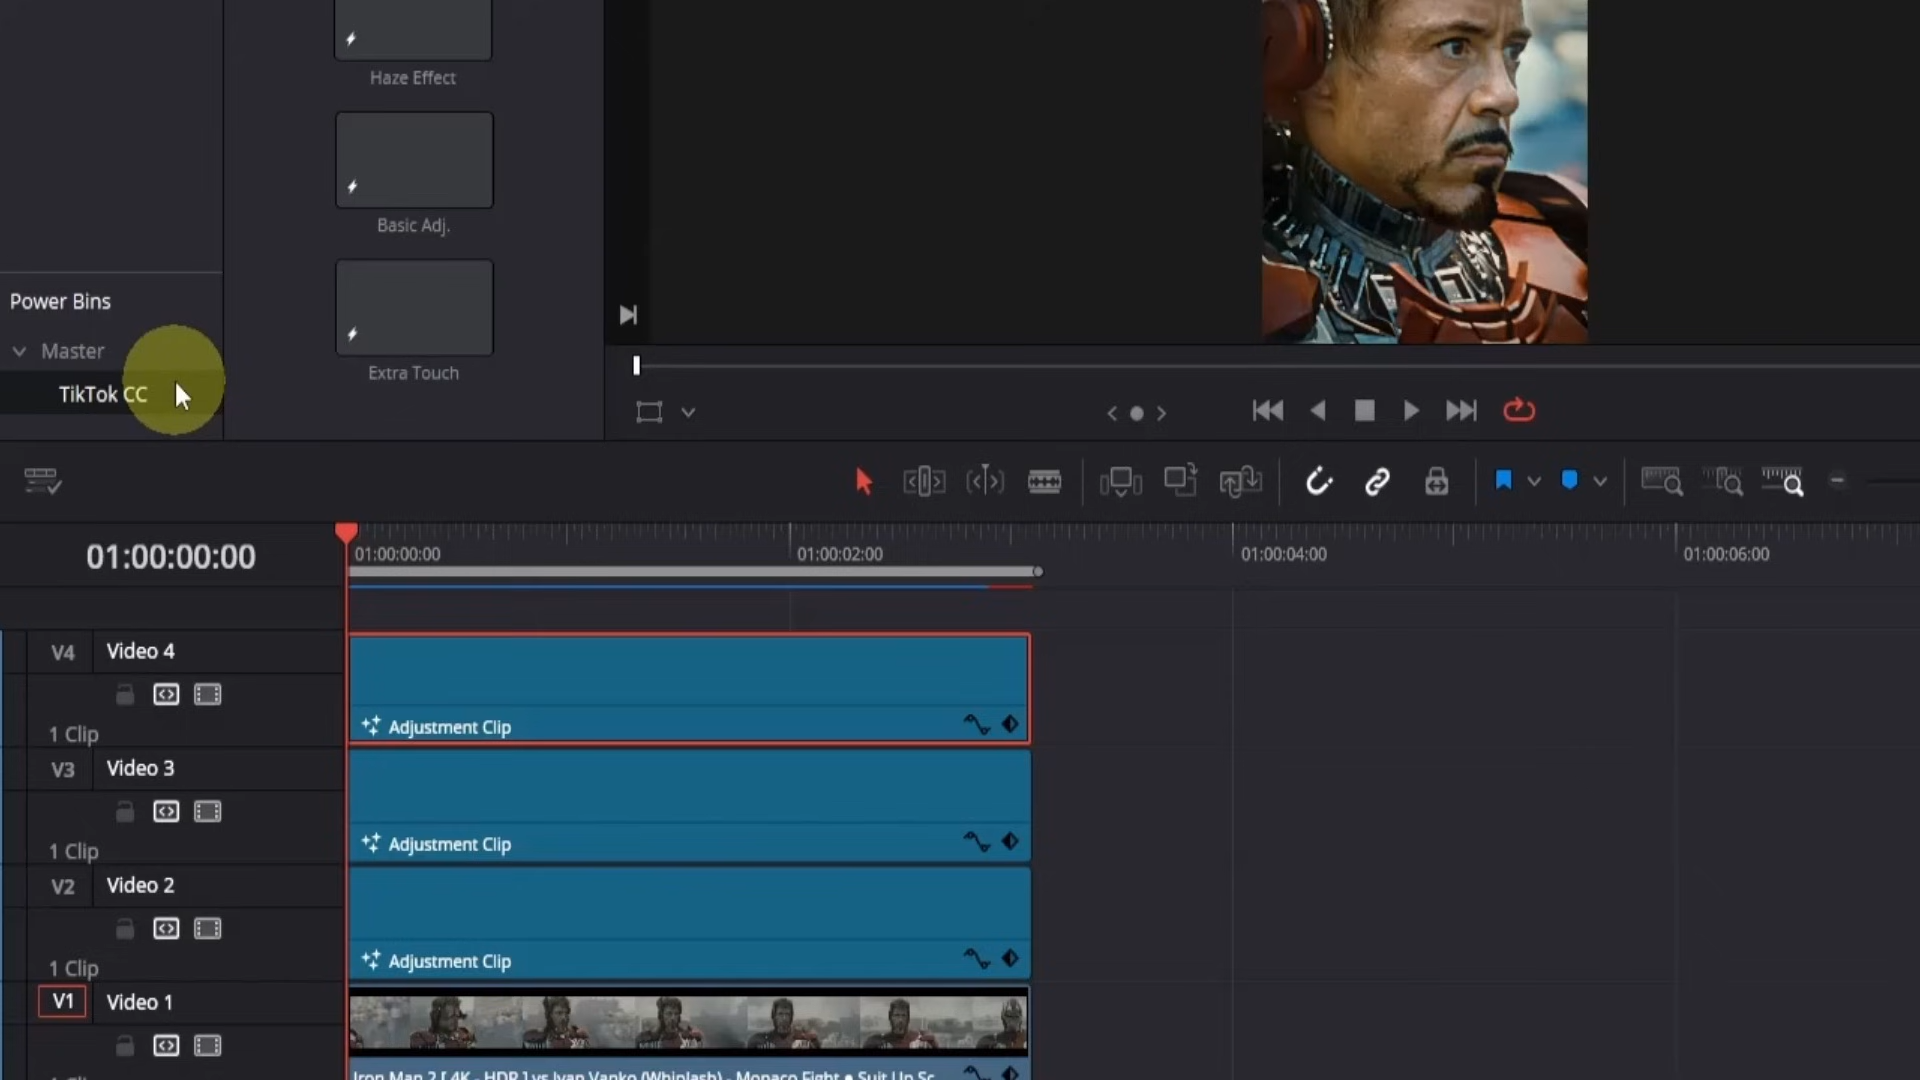 Haze Effect
Basic Adj.
Extra Touch
Power Bins
Master
TikTok CC
01:00:00:00
01:00:00:00
01:00:02:00
01:00:04:00
01:00:06:00
V4
Video 4
1 Clip
Adjustment Clip
V3
Video 3
1 Clip
Adjustment Clip
V2
Video 2
1 Clip
Adjustment Clip
V1
Video 1
Iron Man 2 [ 4K - HDR ] vs Ivan Vanko (Whiplash) - Monaco Fight ● Suit Up Sc...